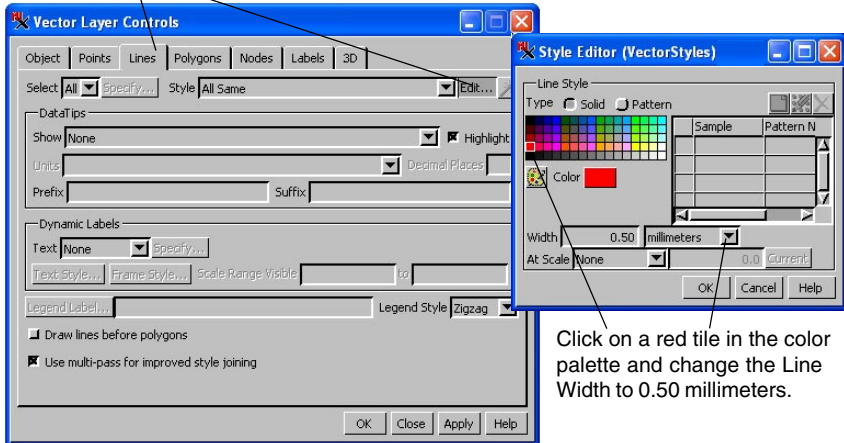 Vector Layer Controls
Object Points Lines Polygons Nodes Labels 3D
Select All Specify... Style All Same Edit...
DataTips
Show None Highlight
Units Decimal Places
Prefix Suffix
Dynamic Labels
Text None Specify...
Text Style... Frame Style... Scale Range Visible to
Legend Label... Legend Style Zigzag
Draw lines before polygons
Use multi-pass for improved style joining
OK Close Apply Help
Style Editor (VectorStyles)
Line Style
Type Solid Pattern
Sample Pattern N
Color
Width 0.50 millimeters
At Scale None 0.0 Current
OK Cancel Help
Click on a red tile in the color
palette and change the Line
Width to 0.50 millimeters.